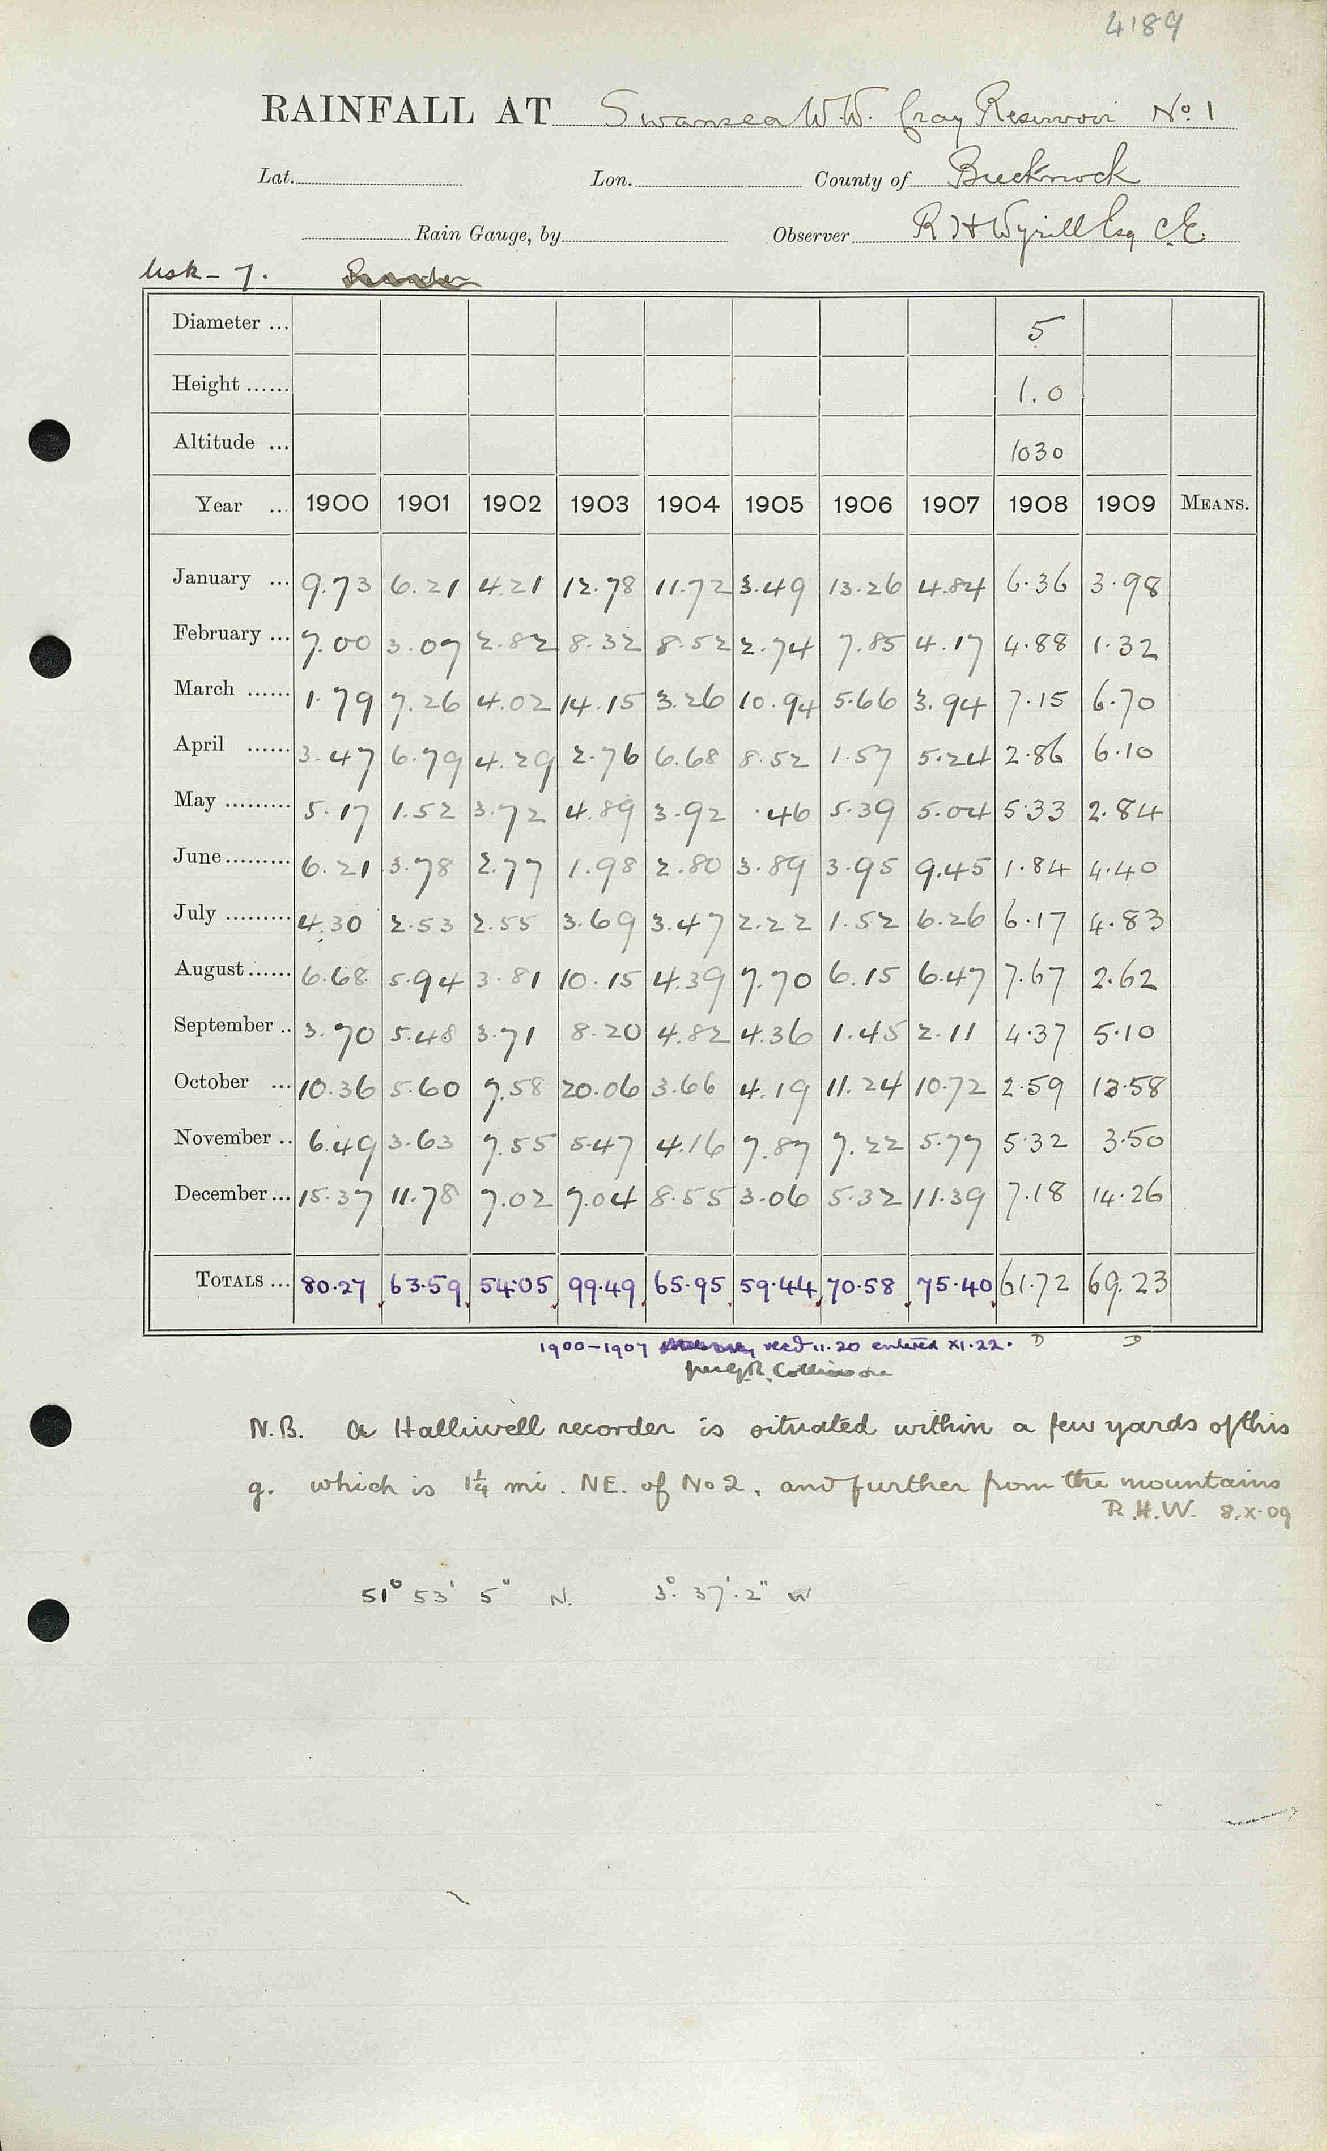 4189
RAINFALL AT Swansea W.W. Cray Reservoir No. 1
Lat. Lon. County of Brecknock
Rain Gauge, by Observer R H Wyrill Esq C.E.
Usk - 7.
Diameter ... 5
Height ...... 1.0
Altitude ... 1030
Year ... 1900 1901 1902 1903 1904 1905 1906 1907 1908 1909 MEANS.
January ... 9.73 6.21 4.21 12.78 11.72 3.49 13.26 4.84 6.36 3.98
February ... 7.00 3.07 2.82 8.32 8.52 2.74 7.85 4.17 4.88 1.32
March ...... 1.79 7.26 4.02 14.15 3.26 10.94 5.66 3.94 7.15 6.70
April ...... 3.47 6.79 4.29 2.76 6.68 8.52 1.57 5.24 2.86 6.10
May ......... 5.17 1.52 3.72 4.89 3.92 .46 5.39 5.04 5.33 2.84
June ......... 6.21 3.78 2.77 1.98 2.80 3.89 3.95 9.45 1.84 4.40
July ......... 4.30 2.53 2.55 3.69 3.47 2.22 1.52 6.26 6.17 4.83
August ...... 6.68 5.94 3.81 10.15 4.39 7.70 6.15 6.47 7.67 2.62
September .. 3.70 5.48 3.71 8.20 4.82 4.36 1.45 2.11 4.37 5.10
October ... 10.36 5.60 7.58 20.06 3.66 4.19 11.24 10.72 2.59 13.58
November .. 6.49 3.63 7.55 5.47 4.16 7.87 7.22 5.77 5.32 3.50
December ... 15.37 11.78 7.02 7.04 8.55 3.06 5.32 11.39 7.18 14.26
TOTALS ... 80.27 63.59 54.05 99.49 65.95 59.44 70.58 75.40 61.72 69.23
1900-1907 recd 11.20 entered XI.22. D D
N.B. A Halliwell recorder is situated within a few yards of this
g. which is 1¼ mi. NE. of No 2, and further from the mountains
R.H.W. 8.X.09
51° 53' 5" N. 3° 37'.2" W